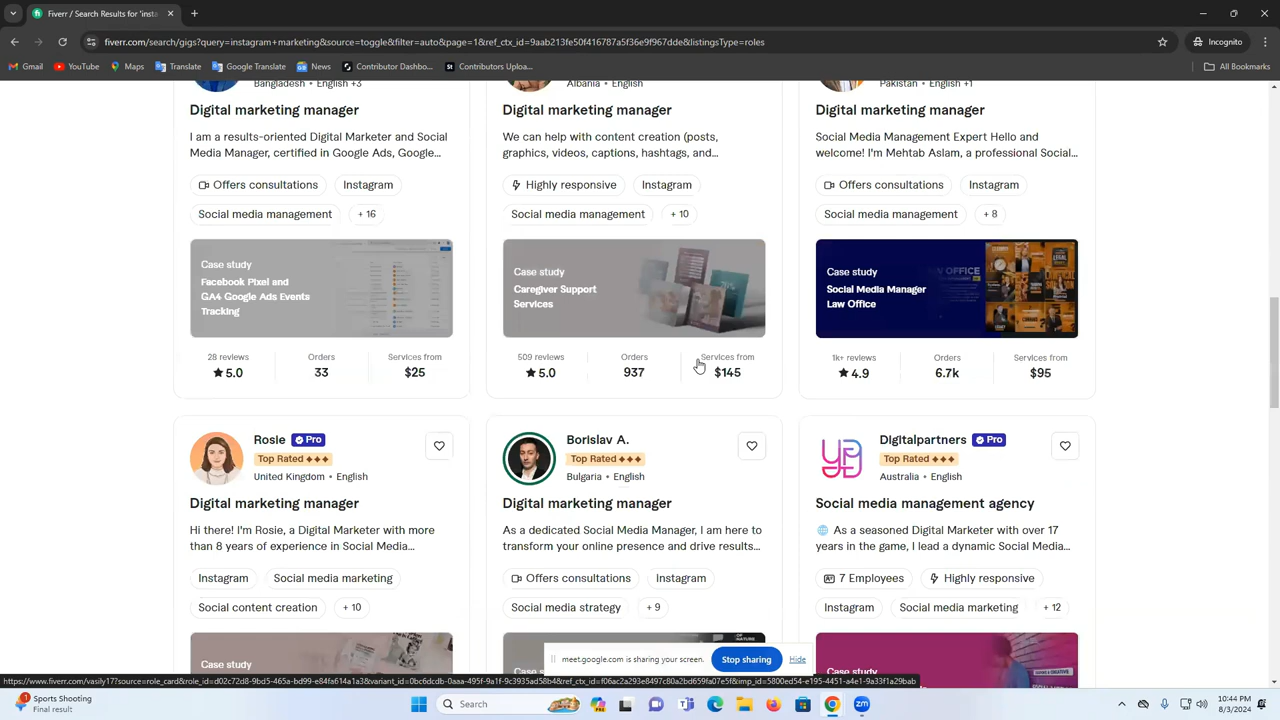 Fiverr / Search Results for 'insta
fiverr.com/search/gigs?query=instagram+marketing&source=toggle&filter=auto&page=1&ref_ctx_id=9aab213fe50f416787a5f36e9f967dde&listingsType=roles
Incognito
Gmail YouTube Maps Translate Google Translate News Contributor Dashbo... Contributors Uploa... All Bookmarks
Bangladesh • English +3
Albania • English
Pakistan • English +1
Digital marketing manager
Digital marketing manager
Digital marketing manager
I am a results-oriented Digital Marketer and Social
Media Manager, certified in Google Ads, Google...
We can help with content creation (posts,
graphics, videos, captions, hashtags, and...
Social Media Management Expert Hello and
welcome! I'm Mehtab Aslam, a professional Social...
Offers consultations Instagram
Highly responsive Instagram
Offers consultations Instagram
Social media management + 16
Social media management + 10
Social media management + 8
Case study
Facebook Pixel and
GA4 Google Ads Events
Tracking
Case study
Caregiver Support
Services
Case study
Social Media Manager
Law Office
28 reviews Orders Services from
5.0 33 $25
509 reviews Orders Services from
5.0 937 $145
1k+ reviews Orders Services from
4.9 6.7k $95
Rosie Pro
Top Rated
United Kingdom • English
Borislav A.
Top Rated
Bulgaria • English
Digitalpartners Pro
Top Rated
Australia • English
Digital marketing manager
Digital marketing manager
Social media management agency
Hi there! I'm Rosie, a Digital Marketer with more
than 8 years of experience in Social Media...
As a dedicated Social Media Manager, I am here to
transform your online presence and drive results...
As a seasoned Digital Marketer with over 17
years in the game, I lead a dynamic Social Media...
Instagram Social media marketing
Offers consultations Instagram
7 Employees Highly responsive
Social content creation + 10
Social media strategy + 9
Instagram Social media marketing + 12
Case study
meet.google.com is sharing your screen. Stop sharing Hide
Sports Shooting
Final result
Search
10:44 PM
8/3/2024